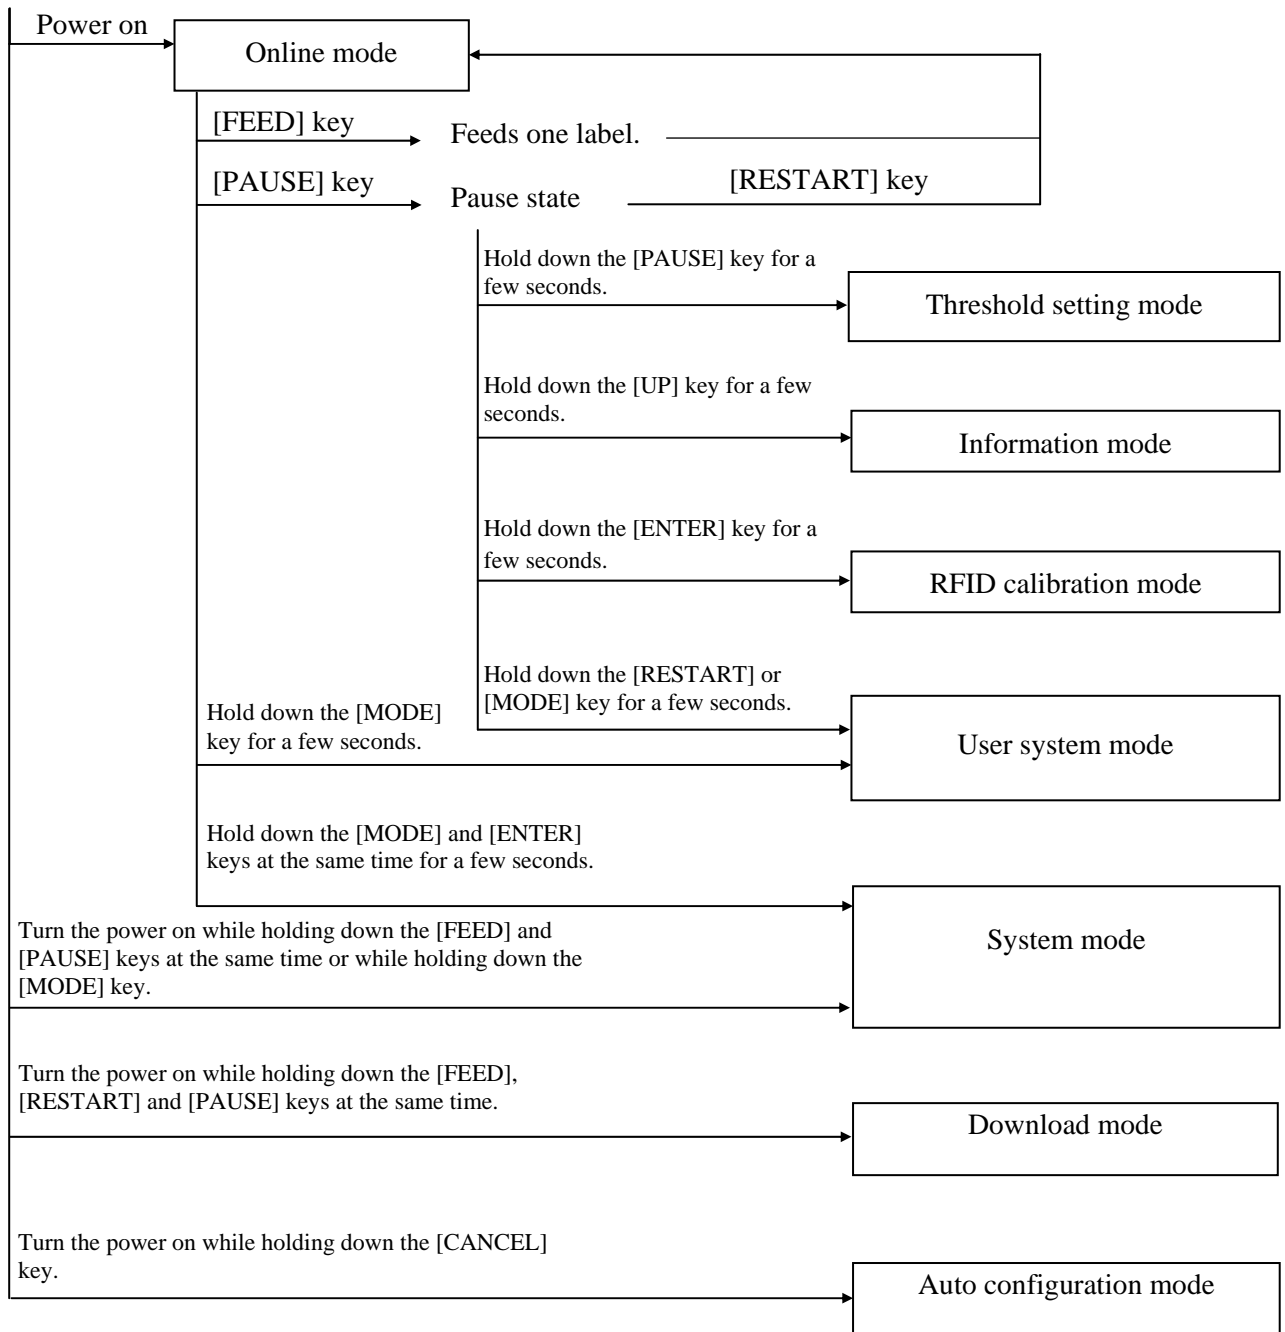 Power on
Online mode
[FEED] key
Feeds one label.
[PAUSE] key
Pause state
[RESTART] key
Hold down the [PAUSE] key for a
few seconds.
Threshold setting mode
Hold down the [UP] key for a few
seconds.
Information mode
Hold down the [ENTER] key for a
few seconds.
RFID calibration mode
Hold down the [RESTART] or
[MODE] key for a few seconds.
Hold down the [MODE]
key for a few seconds.
User system mode
Hold down the [MODE] and [ENTER]
keys at the same time for a few seconds.
System mode
Turn the power on while holding down the [FEED] and
[PAUSE] keys at the same time or while holding down the
[MODE] key.
Turn the power on while holding down the [FEED],
[RESTART] and [PAUSE] keys at the same time.
Download mode
Turn the power on while holding down the [CANCEL]
key.
Auto configuration mode